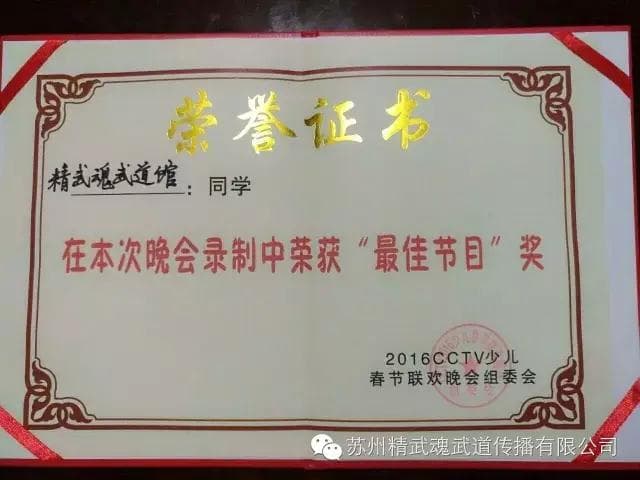 荣誉证书
精武魂武道馆：同学
在本次晚会录制中荣获“最佳节目”奖
2016CCTV少儿
春节联欢晚会组委会
苏州精武魂武道传播有限公司